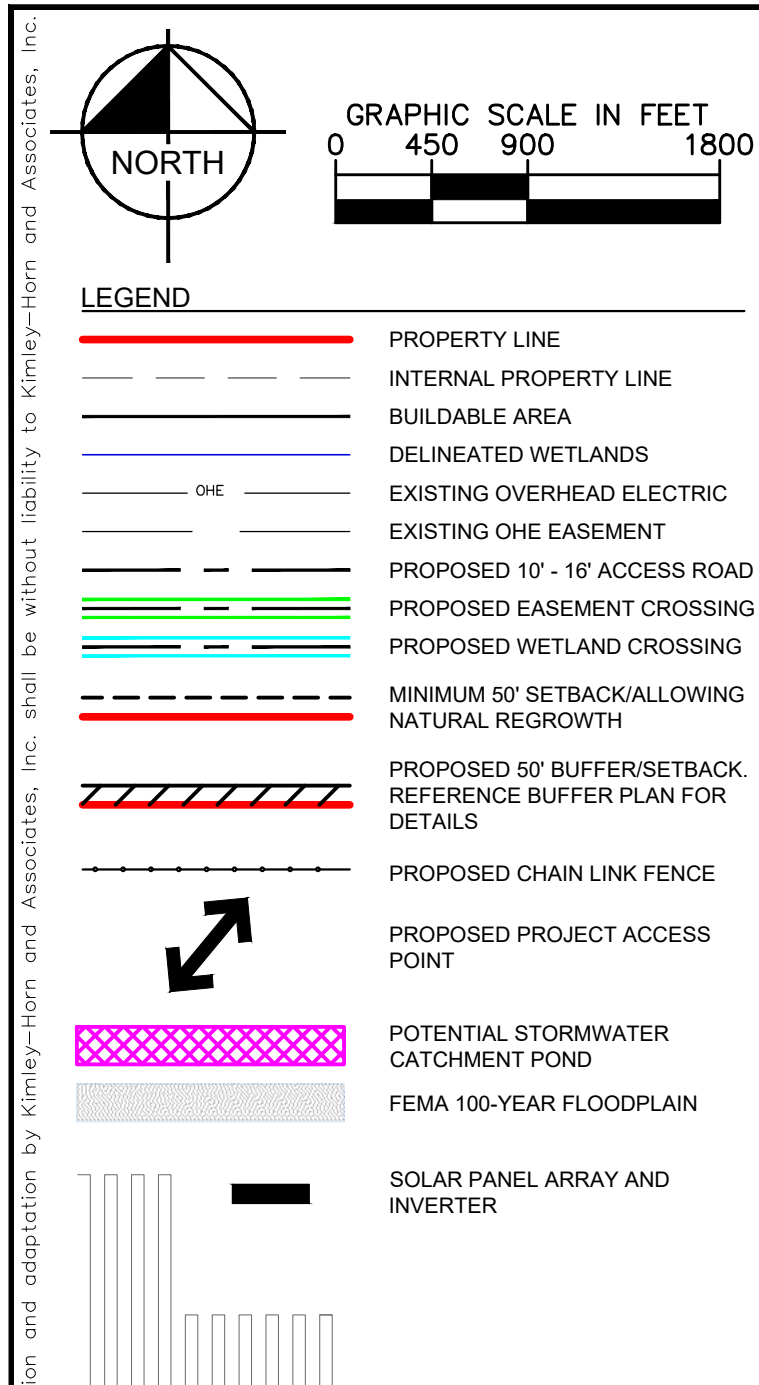 ion and adaptation by Kimley-Horn and Associates, Inc. shall be without liability to Kimley-Horn and Associates, Inc.
NORTH
GRAPHIC SCALE IN FEET
0 450 900 1800
LEGEND
PROPERTY LINE
INTERNAL PROPERTY LINE
BUILDABLE AREA
DELINEATED WETLANDS
OHE
EXISTING OVERHEAD ELECTRIC
EXISTING OHE EASEMENT
PROPOSED 10' - 16' ACCESS ROAD
PROPOSED EASEMENT CROSSING
PROPOSED WETLAND CROSSING
MINIMUM 50' SETBACK/ALLOWING
NATURAL REGROWTH
PROPOSED 50' BUFFER/SETBACK.
REFERENCE BUFFER PLAN FOR
DETAILS
PROPOSED CHAIN LINK FENCE
PROPOSED PROJECT ACCESS
POINT
POTENTIAL STORMWATER
CATCHMENT POND
FEMA 100-YEAR FLOODPLAIN
SOLAR PANEL ARRAY AND
INVERTER